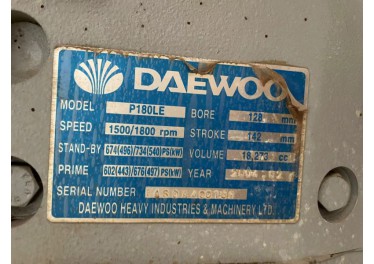 DAEWOO
MODEL P180LE BORE 128 mm
SPEED 1500/1800 rpm STROKE 142 mm
STAND-BY 674(496)/734(540)PS(kW) VOLUME 18,273 cc
PRIME 602(443)/676(497)PS(kW) YEAR
SERIAL NUMBER
DAEWOO HEAVY INDUSTRIES & MACHINERY LTD